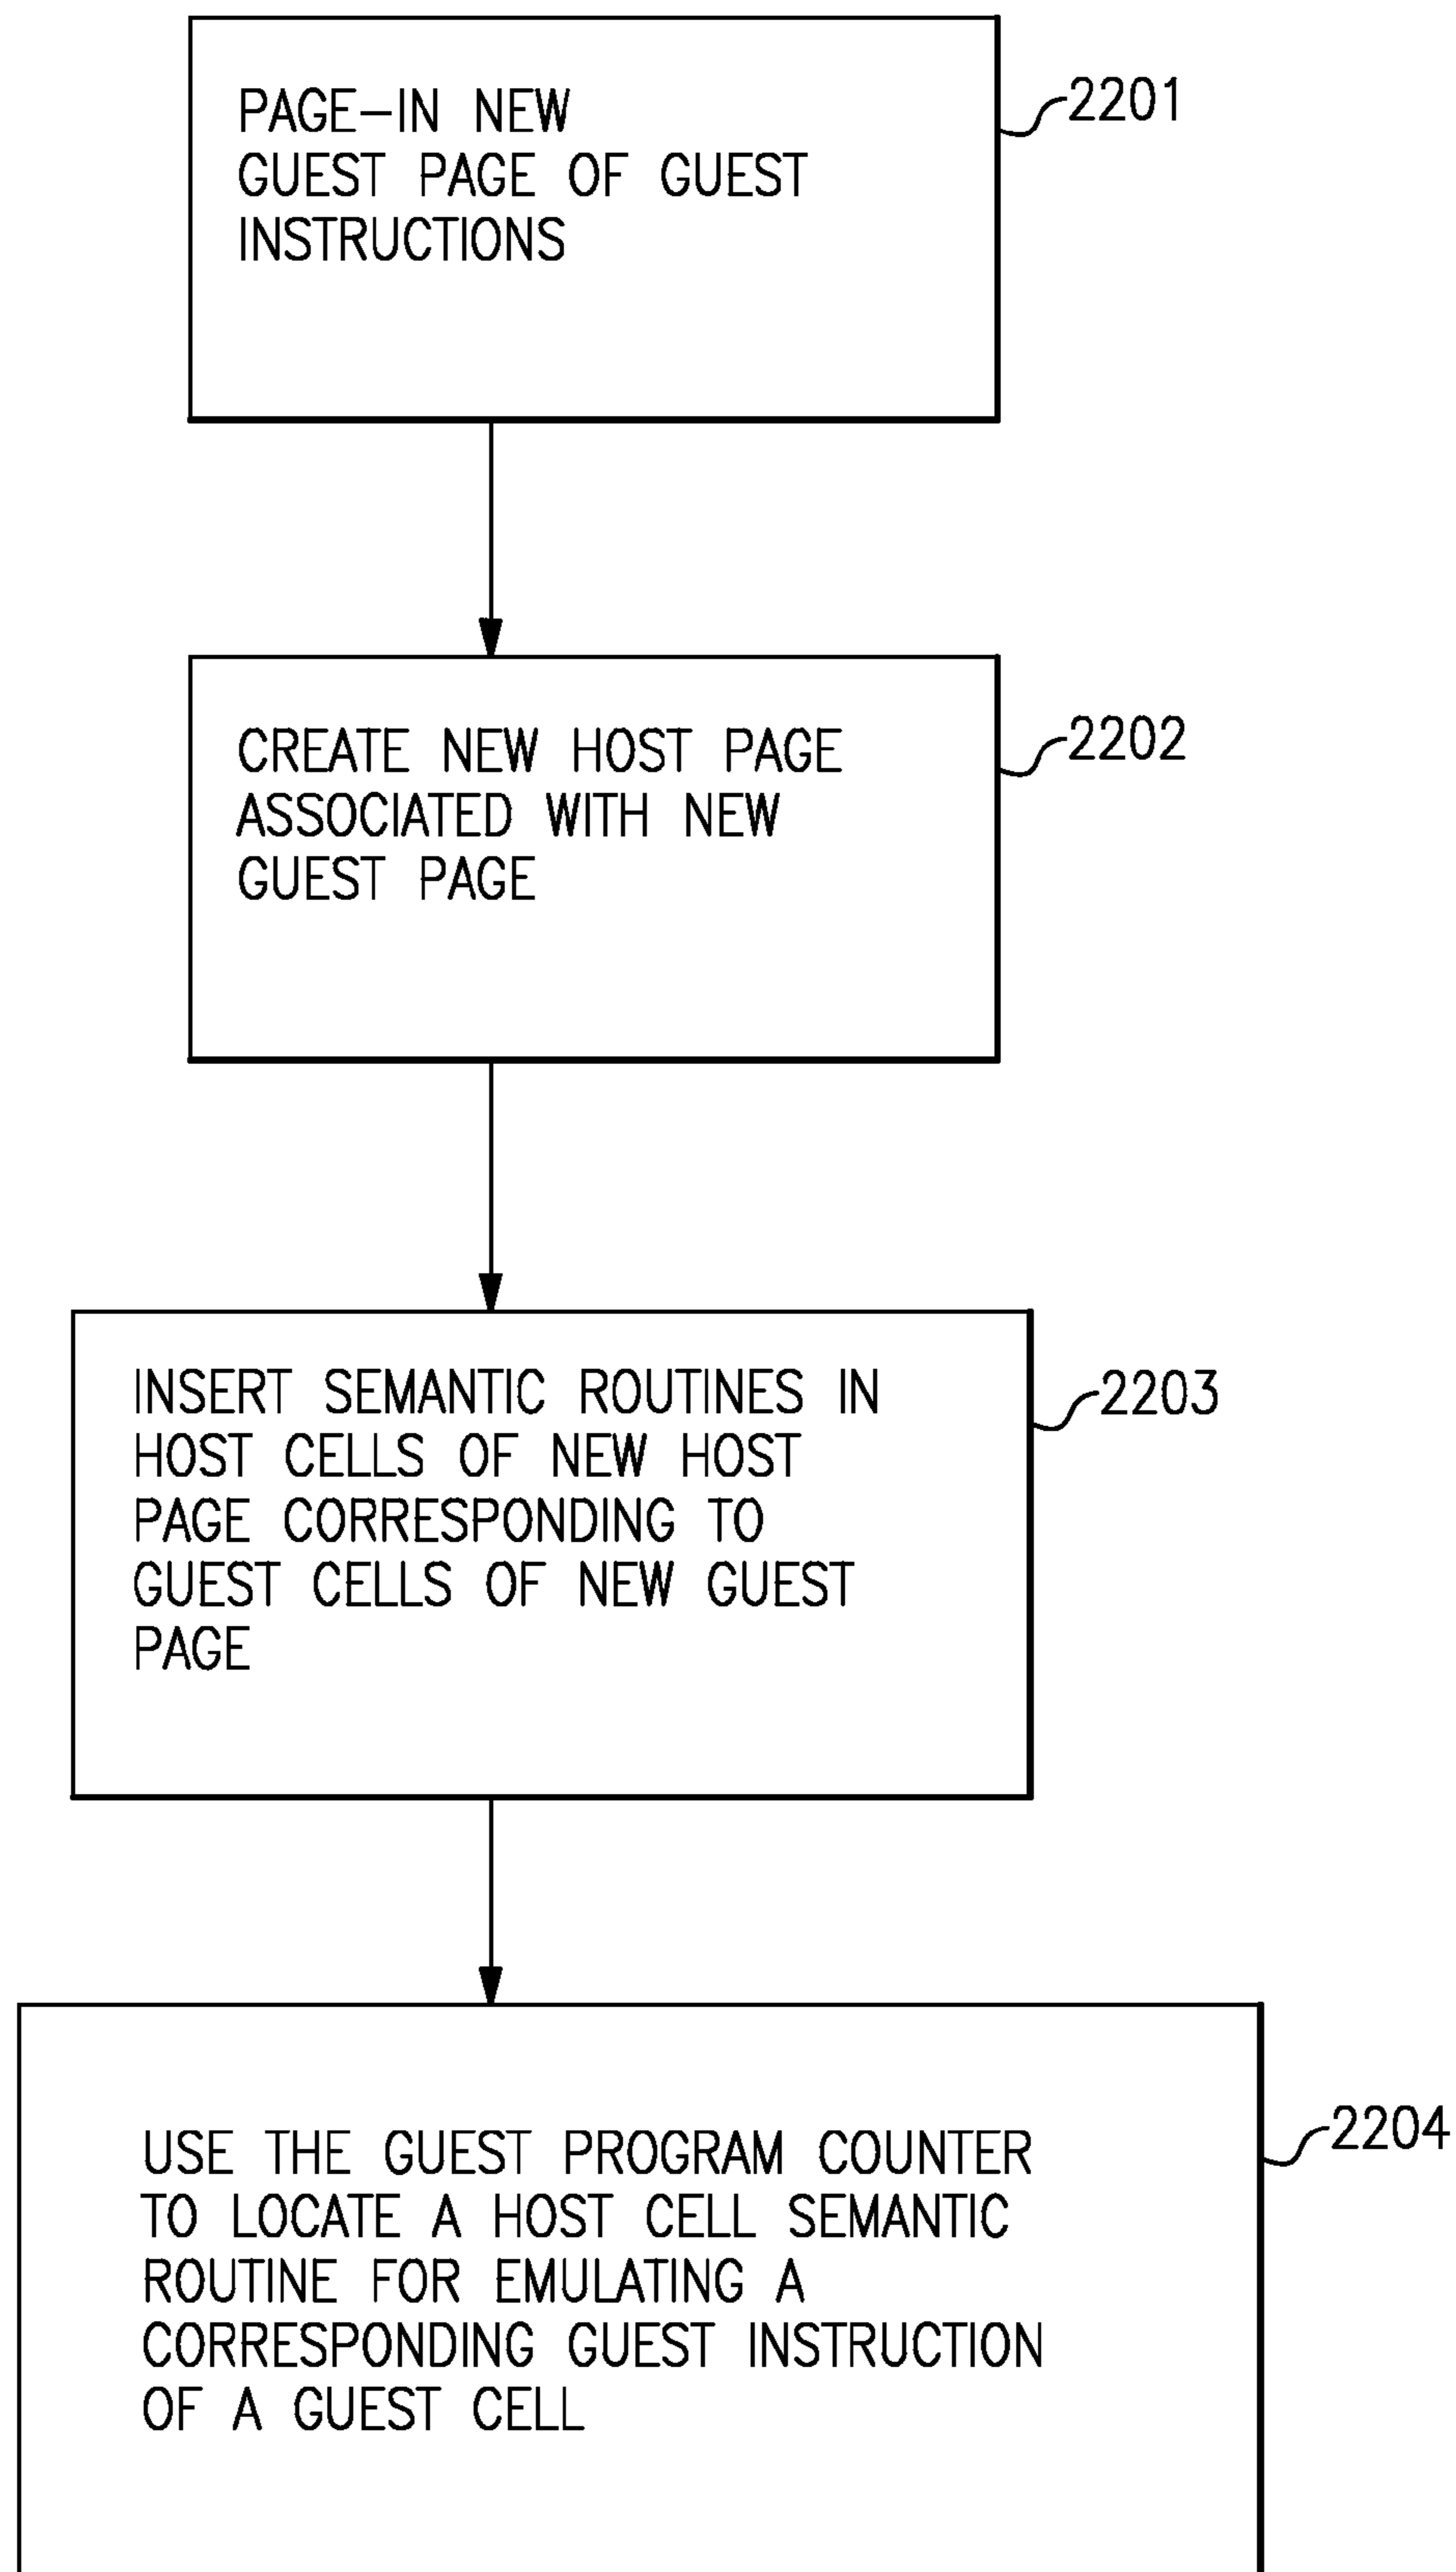 PAGE-IN NEW
GUEST PAGE OF GUEST
INSTRUCTIONS
2201
CREATE NEW HOST PAGE
ASSOCIATED WITH NEW
GUEST PAGE
2202
INSERT SEMANTIC ROUTINES IN
HOST CELLS OF NEW HOST
PAGE CORRESPONDING TO
GUEST CELLS OF NEW GUEST
PAGE
2203
USE THE GUEST PROGRAM COUNTER
TO LOCATE A HOST CELL SEMANTIC
ROUTINE FOR EMULATING A
CORRESPONDING GUEST INSTRUCTION
OF A GUEST CELL
2204